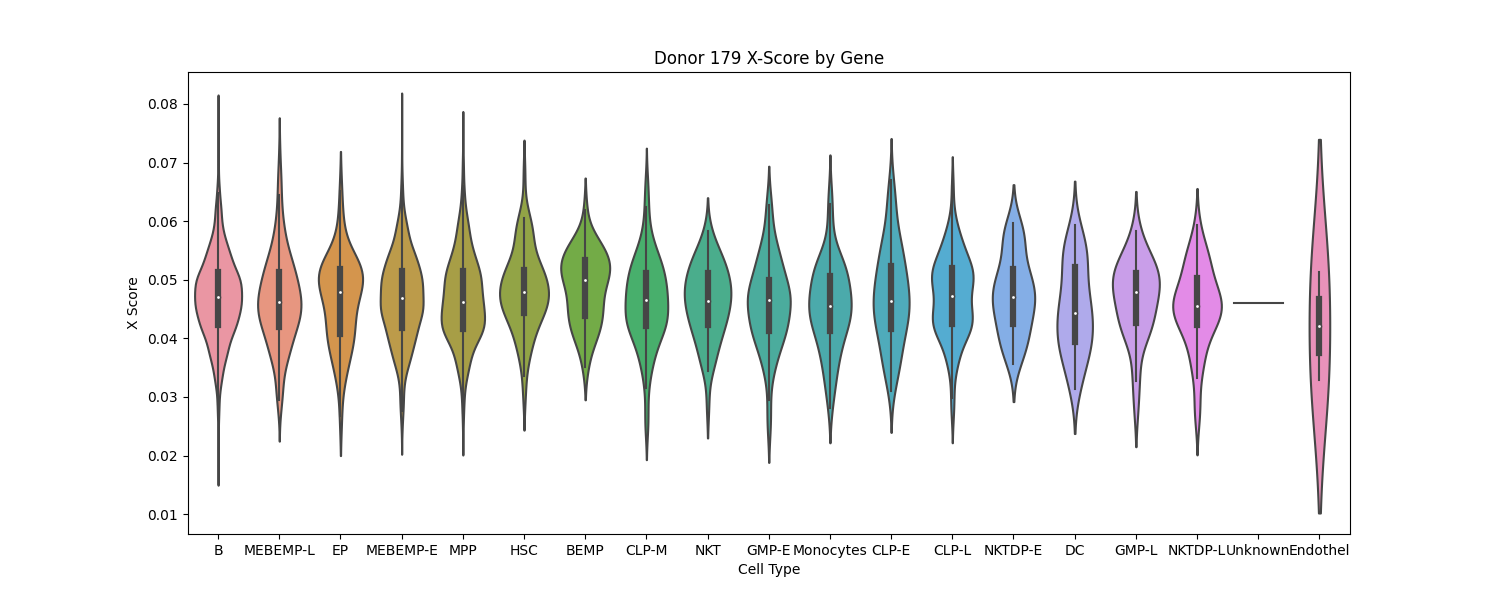 Donor 179 X-Score by Gene
X Score
0.08
0.07
0.06
0.05
0.04
0.03
0.02
0.01
B MEBEMP-L EP MEBEMP-E MPP HSC BEMP CLP-M NKT GMP-E Monocytes CLP-E CLP-L NKTDP-E DC GMP-L NKTDP-L Unknown Endothel
Cell Type